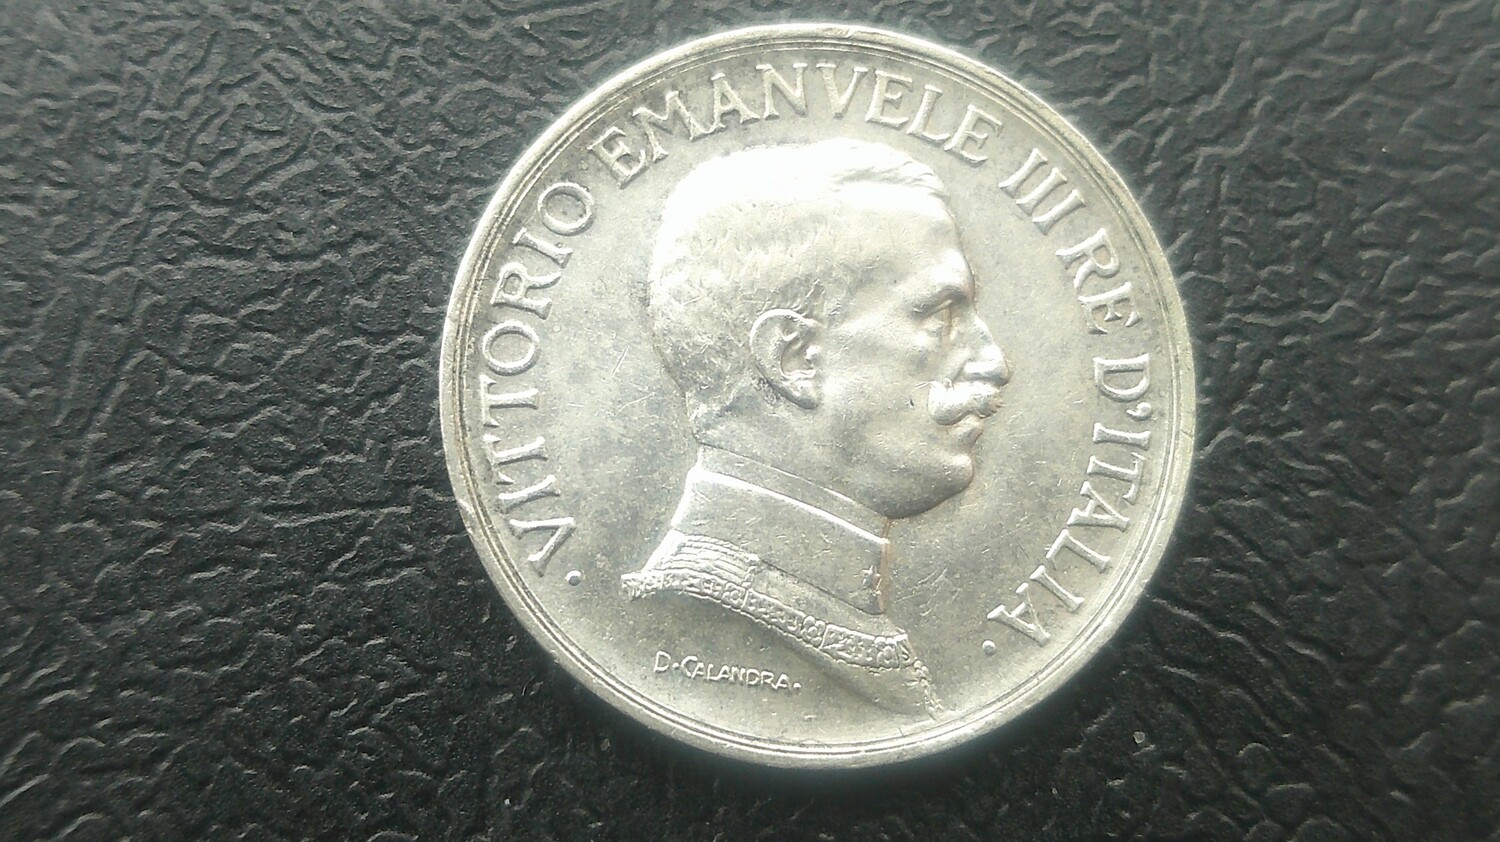 · VITTORIO EMANVELE III RE D'ITALIA ·
D·CALANDRA·